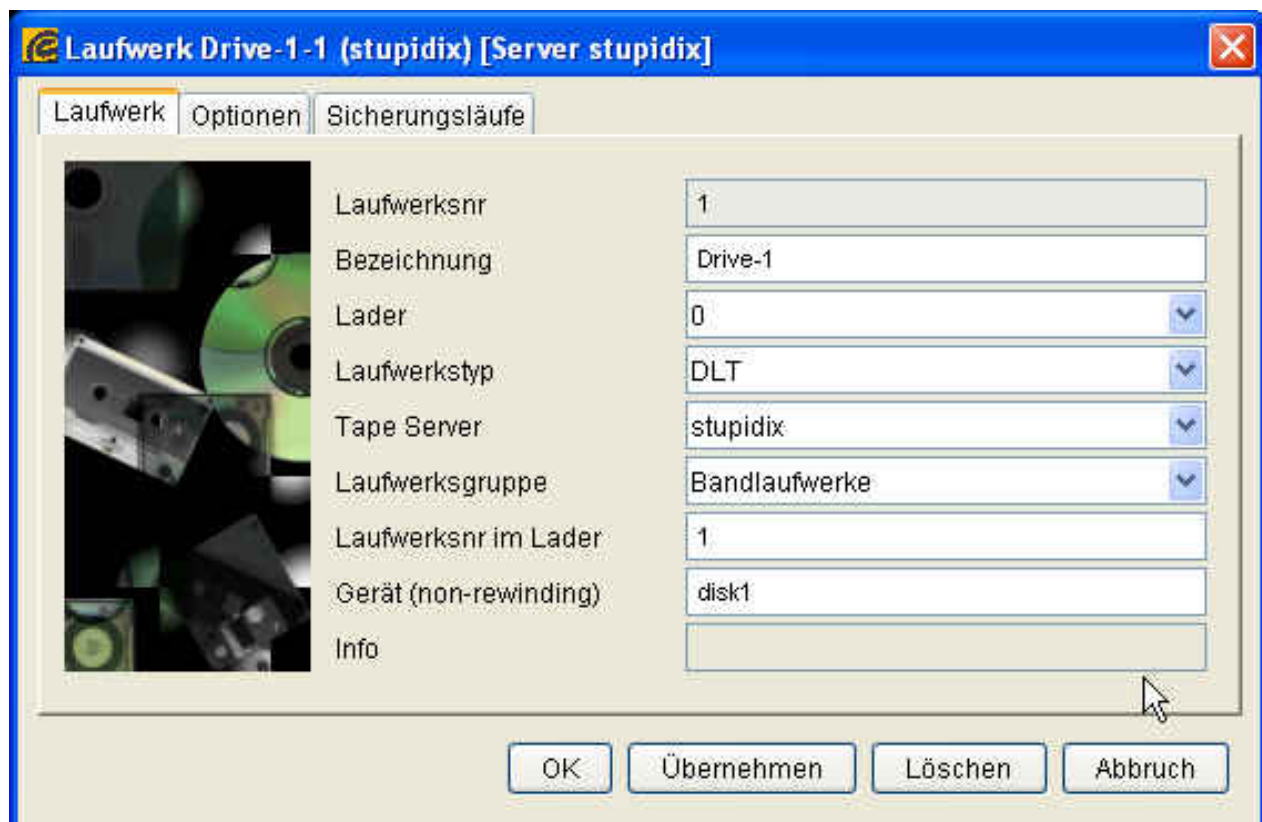 Laufwerk Drive-1-1 (stupidix) [Server stupidix]
Laufwerk Optionen Sicherungsläufe
Laufwerksnr 1
Bezeichnung Drive-1
Lader 0
Laufwerkstyp DLT
Tape Server stupidix
Laufwerksgruppe Bandlaufwerke
Laufwerksnr im Lader 1
Gerät (non-rewinding) disk1
Info
OK Übernehmen Löschen Abbruch